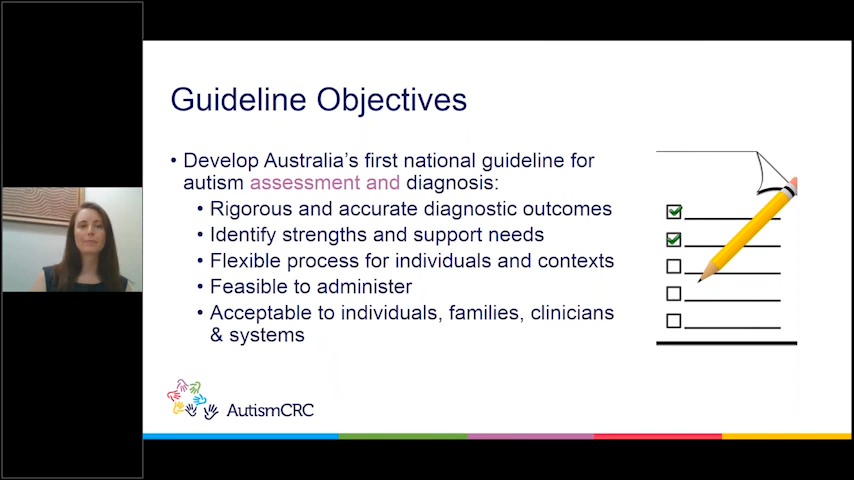 Guideline Objectives
• Develop Australia's first national guideline for
autism assessment and diagnosis:
• Rigorous and accurate diagnostic outcomes
• Identify strengths and support needs
• Flexible process for individuals and contexts
• Feasible to administer
• Acceptable to individuals, families, clinicians
& systems
AutismCRC